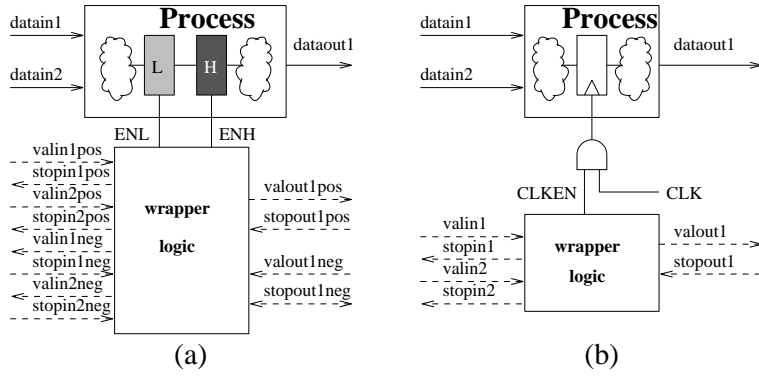 Process
datain1
datain2
L
H
dataout1
ENL
ENH
valin1pos
stopin1pos
valin2pos
stopin2pos
valin1neg
stopin1neg
valin2neg
stopin2neg
wrapper
logic
valout1pos
stopout1pos
valout1neg
stopout1neg
(a)
Process
datain1
datain2
dataout1
CLKEN
CLK
valin1
stopin1
valin2
stopin2
wrapper
logic
valout1
stopout1
(b)